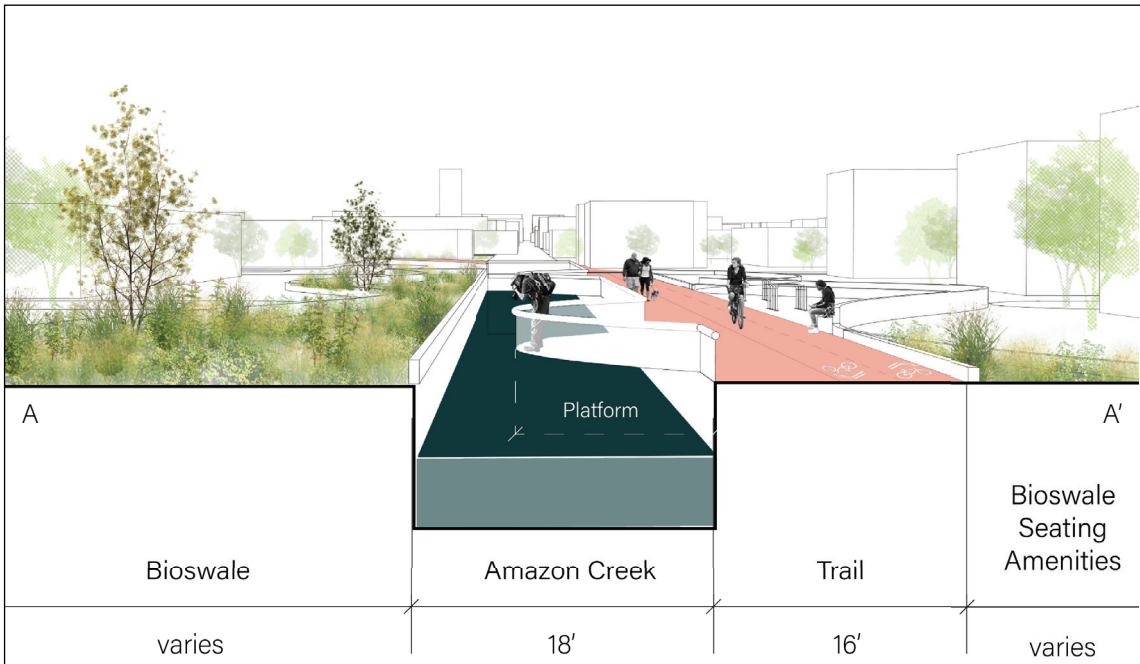 Platform
A
A'
Bioswale
Seating
Amenities
Bioswale
Amazon Creek
Trail
varies
18'
16'
varies